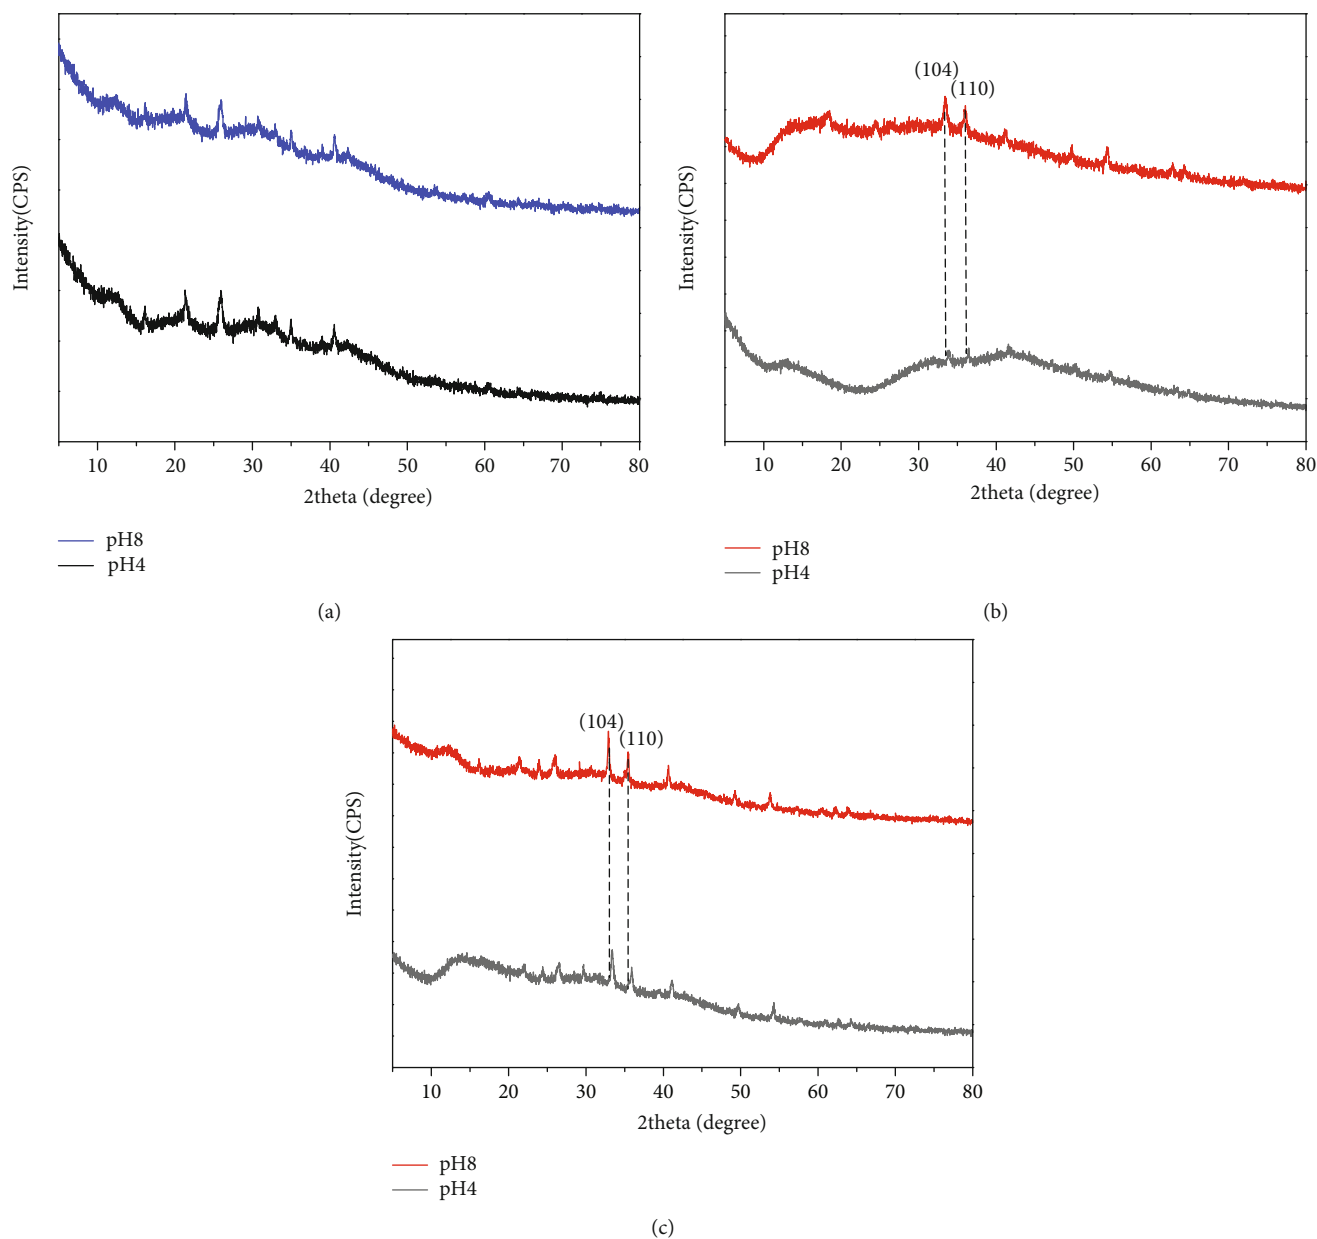 Intensity(CPS)
10 20 30 40 50 60 70 80
2theta (degree)
pH8
pH4
(a)
(104)
(110)
Intensity(CPS)
10 20 30 40 50 60 70 80
2theta (degree)
pH8
pH4
(b)
(104)
(110)
Intensity(CPS)
10 20 30 40 50 60 70 80
2theta (degree)
pH8
pH4
(c)